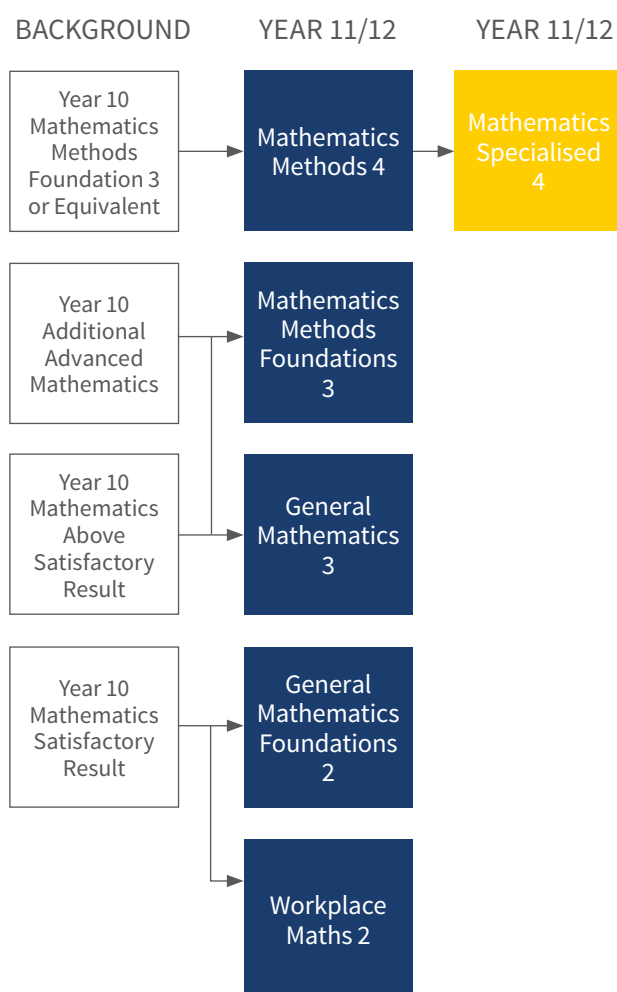 BACKGROUND
YEAR 11/12
YEAR 11/12
Year 10
Mathematics
Methods
Foundation 3
or Equivalent
Mathematics
Methods 4
Mathematics
Specialised
4
Year 10
Additional
Advanced
Mathematics
Mathematics
Methods
Foundations
3
Year 10
Mathematics
Above
Satisfactory
Result
General
Mathematics
3
Year 10
Mathematics
Satisfactory
Result
General
Mathematics
Foundations
2
Workplace
Maths 2